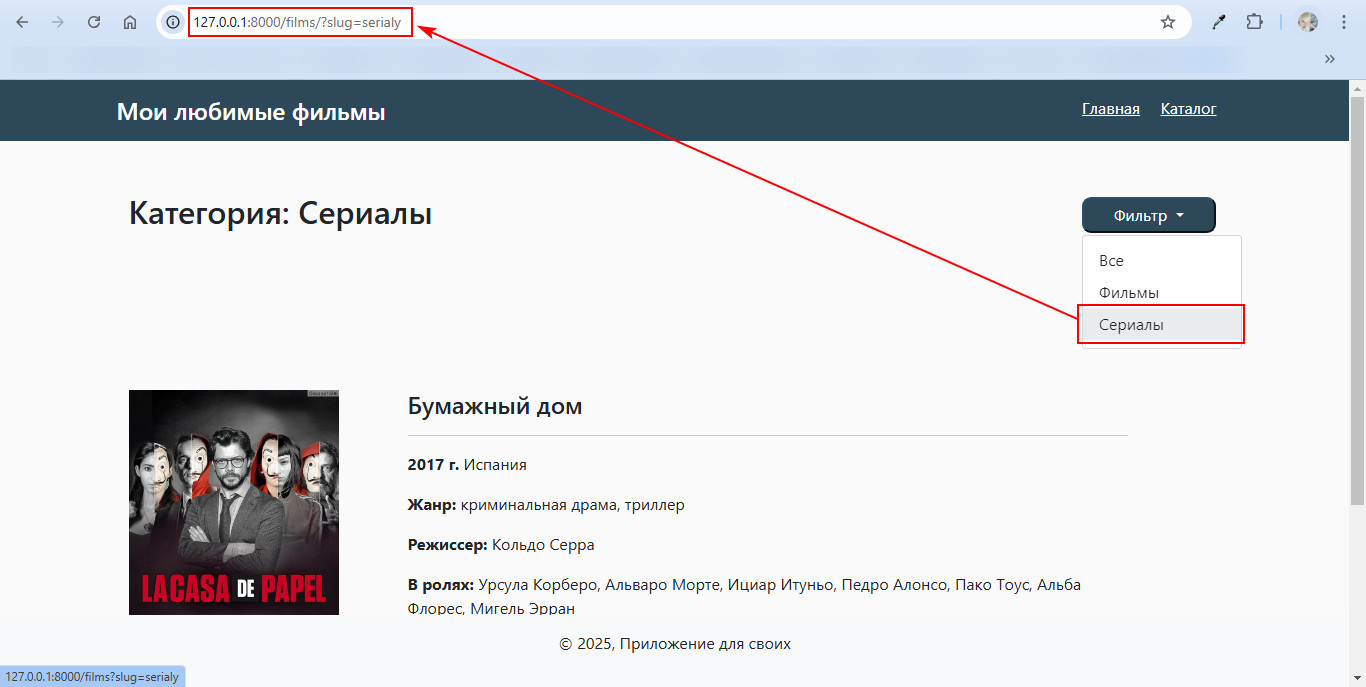 127.0.0.1:8000/films/?slug=serialy
Мои любимые фильмы
Главная Каталог
Категория: Сериалы
Фильтр
Все
Фильмы
Сериалы
LA CASA DE PAPEL
Бумажный дом
2017 г. Испания
Жанр: криминальная драма, триллер
Режиссер: Кольдо Серра
В ролях: Урсула Корберо, Альваро Морте, Ициар Итуньо, Педро Алонсо, Пако Тоус, Альба
Флорес, Мигель Эрран
© 2025, Приложение для своих
127.0.0.1:8000/films?slug=serialy